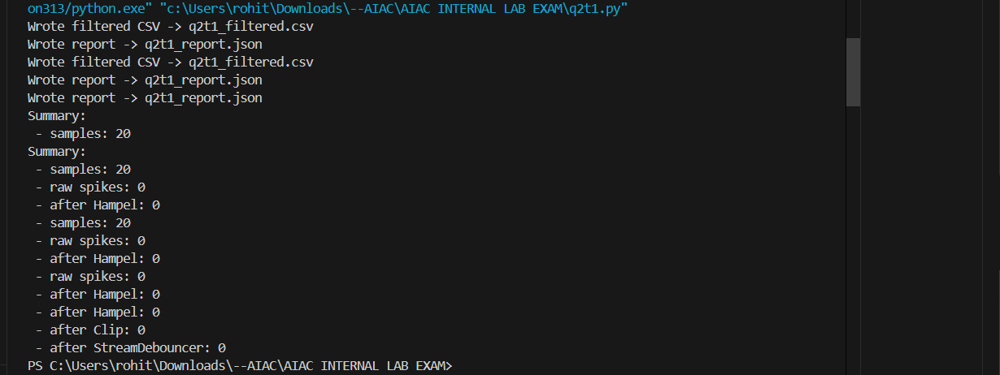 on313/python.exe" "c:\Users\rohit\Downloads\--AIAC\AIAC INTERNAL LAB EXAM\q2t1.py"
Wrote filtered CSV -> q2t1_filtered.csv
Wrote report -> q2t1_report.json
Wrote filtered CSV -> q2t1_filtered.csv
Wrote report -> q2t1_report.json
Wrote report -> q2t1_report.json
Summary:
 - samples: 20
Summary:
 - samples: 20
 - raw spikes: 0
 - after Hampel: 0
 - samples: 20
 - raw spikes: 0
 - after Hampel: 0
 - raw spikes: 0
 - after Hampel: 0
 - after Hampel: 0
 - after Clip: 0
 - after StreamDebouncer: 0
PS C:\Users\rohit\Downloads\--AIAC\AIAC INTERNAL LAB EXAM>